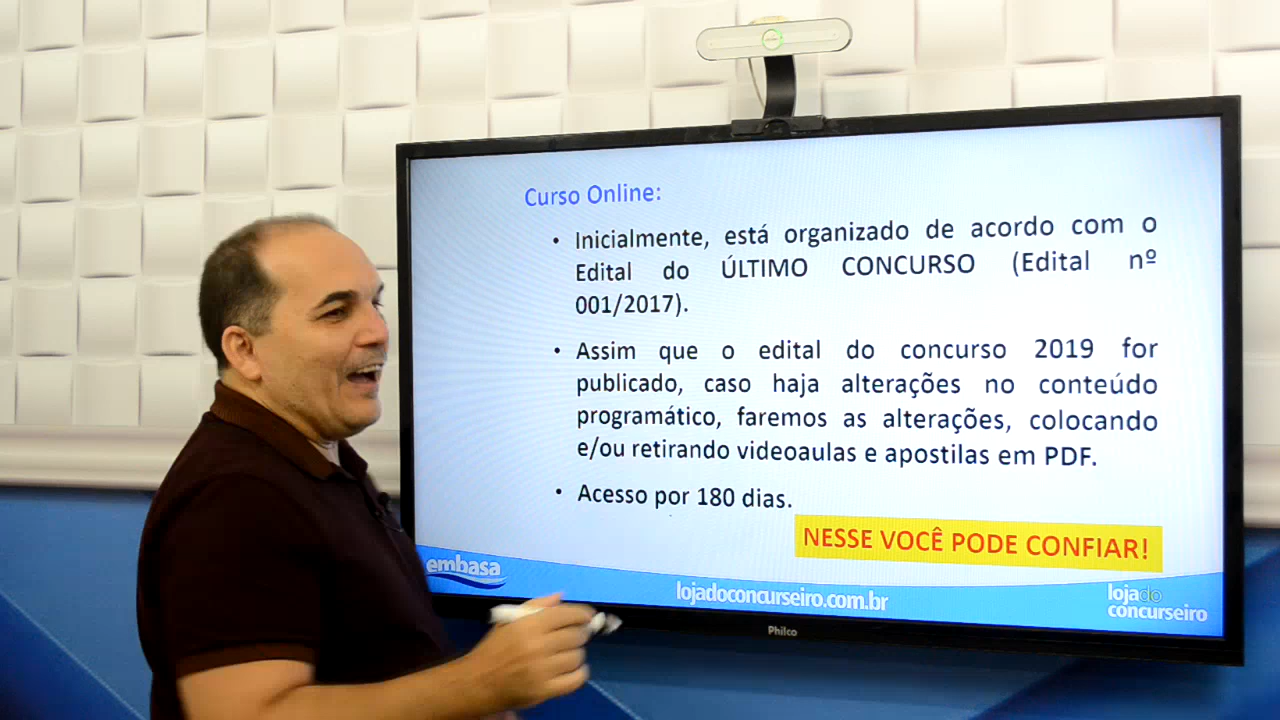 Curso Online:
• Inicialmente, está organizado de acordo com o
Edital do ÚLTIMO CONCURSO (Edital nº
001/2017).
• Assim que o edital do concurso 2019 for
publicado, caso haja alterações no conteúdo
programático, faremos as alterações, colocando
e/ou retirando videoaulas e apostilas em PDF.
• Acesso por 180 dias.
NESSE VOCÊ PODE CONFIAR!
embasa
lojadoconcurseiro.com.br
lojado
concurseiro
Philco